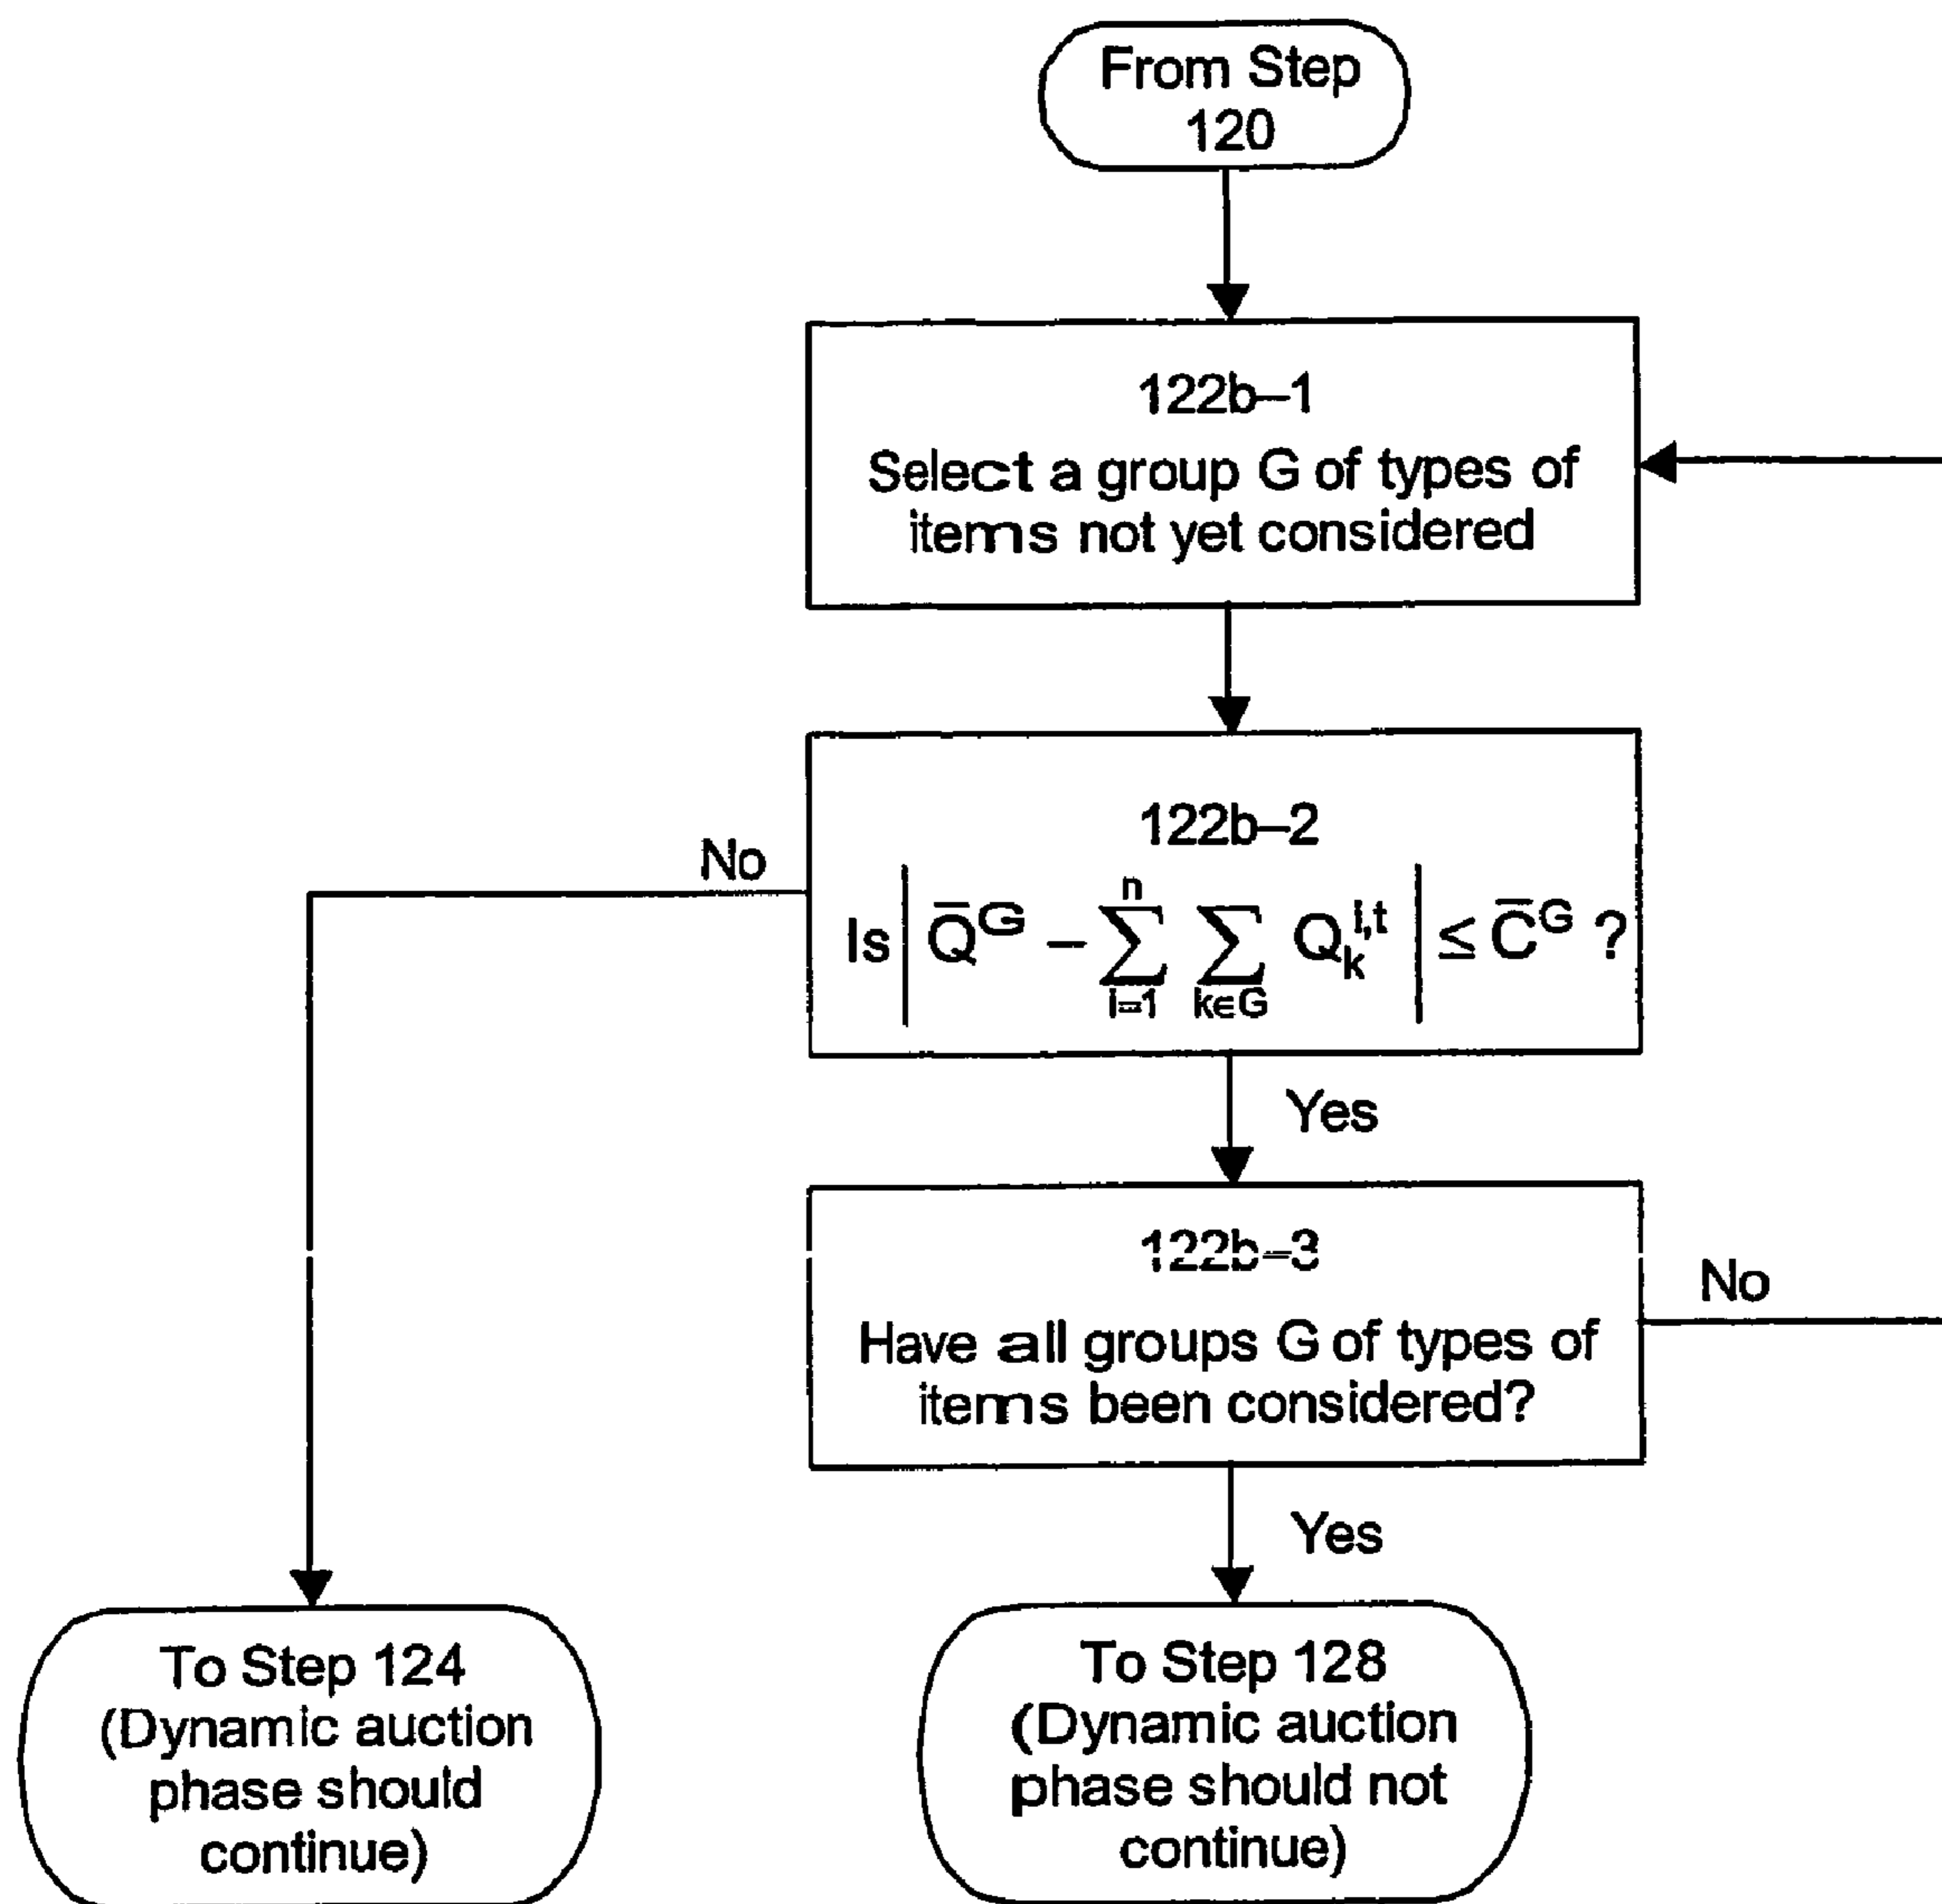 From Step
120
122b–1
Select a group G of types of
items not yet considered
122b–2
No
Is | Q̄^G – ∑_{i=1}^{n} ∑_{k∈G} Q_k^{i,t} | ≤ C̄^G ?
Yes
122b–3
Have all groups G of types of
items been considered?
No
Yes
To Step 124
(Dynamic auction
phase should
continue)
To Step 128
(Dynamic auction
phase should not
continue)